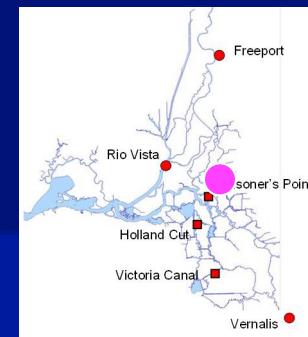 Freeport
Rio Vista
soner's Poin
Holland Cut
Victoria Canal
Vernalis